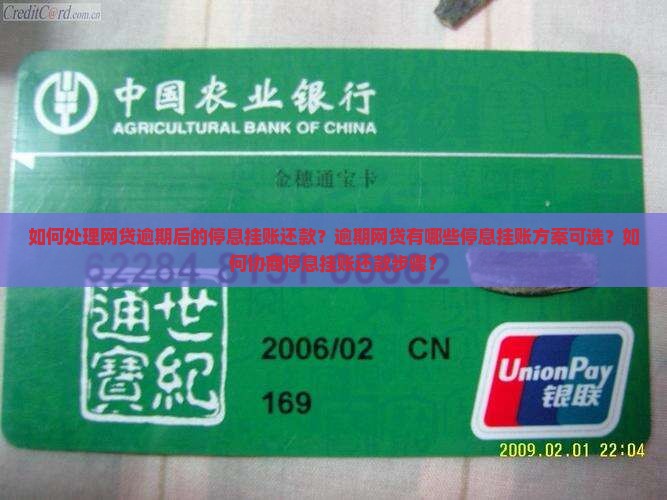 CreditCard.com.cn
中国农业银行
AGRICULTURAL BANK OF CHINA
金穗通宝卡
如何处理网贷逾期后的停息挂账还款？逾期网贷有哪些停息挂账方案可选？如
何协商停息挂账还款步骤？
世纪
通寶
2006/02 CN
169
UnionPay
银联
2009.02.01 22:04